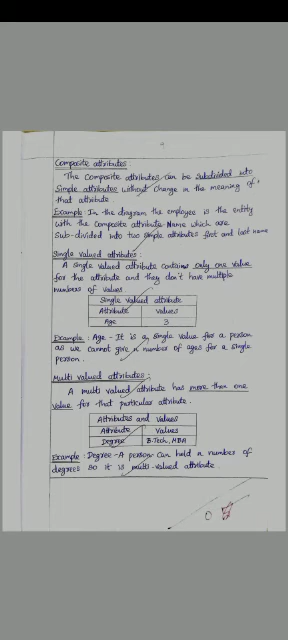 Composite attributes:
The Composite attributes can be subdivided into
Simple attributes without change in the meaning of
that attribute
Example: In the diagram the employee is the entity
with the Composite attribute Name which are
Sub-divided into two simple attributes first and last name
Single valued attributes:
A single valued attribute contains only one value
for the attribute and they don't have multiple
numbers of values
Single valued attribute
Attribute Values
Age 3
Example: Age - It is a single value for a person
as we cannot give n number of ages for a single
person.
Multi valued attributes:
A multi valued attribute has more then one
value for that particular attribute.
Attributes and values
Attribute Values
Degree B.Tech, MBA
Example: Degree - A person can hold n number of
degrees so it is multi-valued attribute.